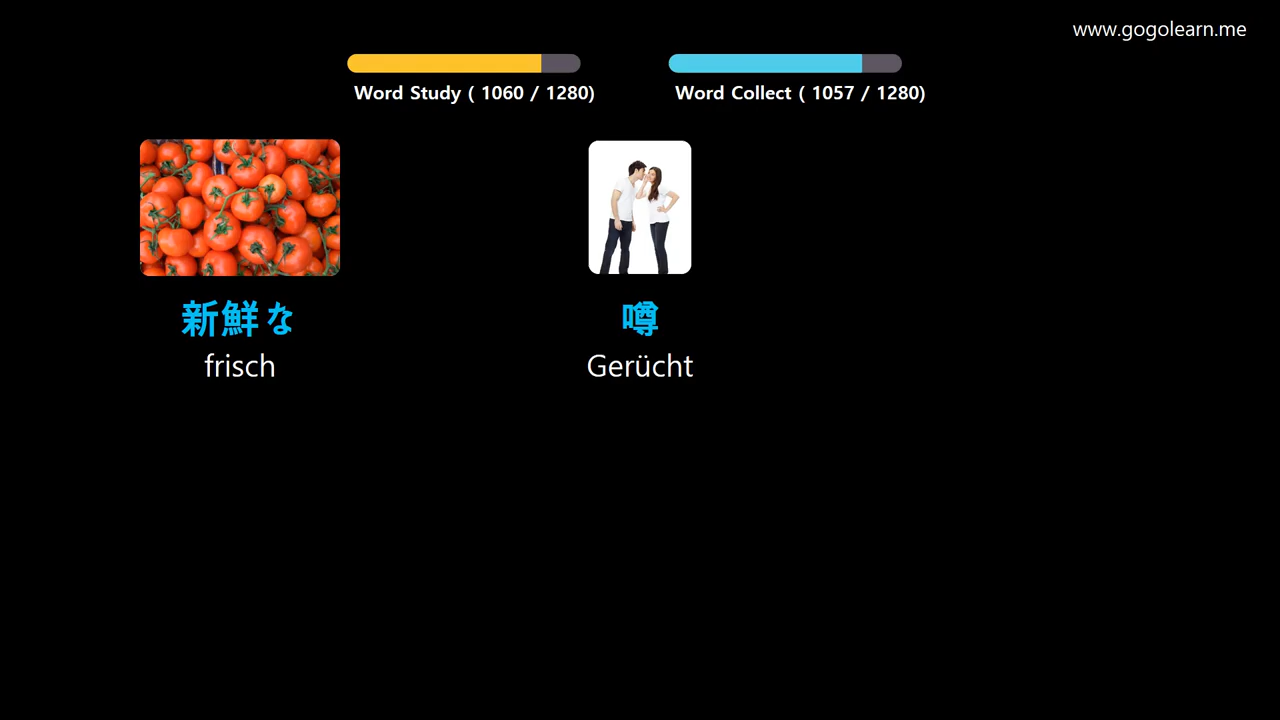 www.gogolearn.me
Word Study ( 1060 / 1280)
Word Collect ( 1057 / 1280)
新鮮な
噂
frisch
Gerücht